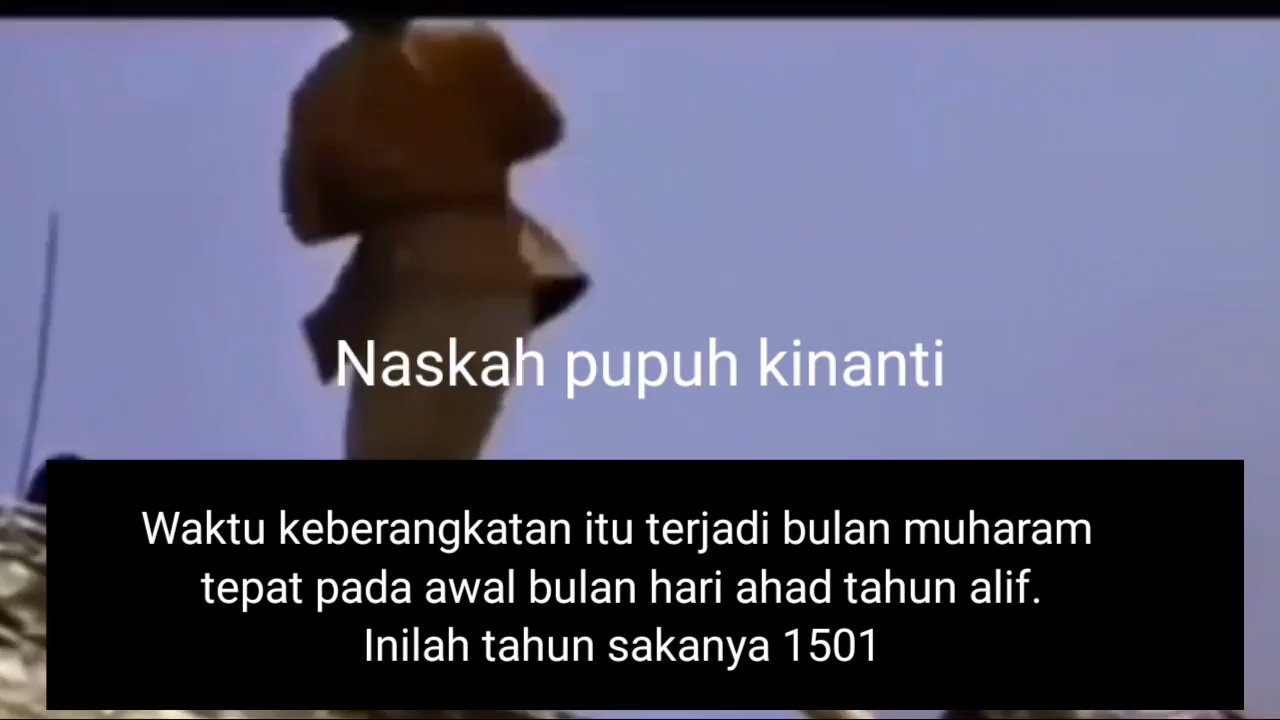 Naskah pupuh kinanti
Waktu keberangkatan itu terjadi bulan muharam
tepat pada awal bulan hari ahad tahun alif.
Inilah tahun sakanya 1501